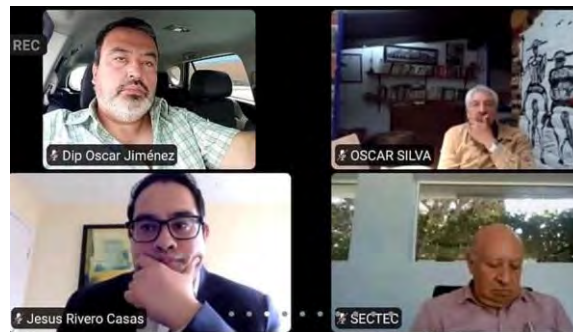 REC
Dip Oscar Jiménez
OSCAR SILVA
Jesus Rivero Casas
SECTEC